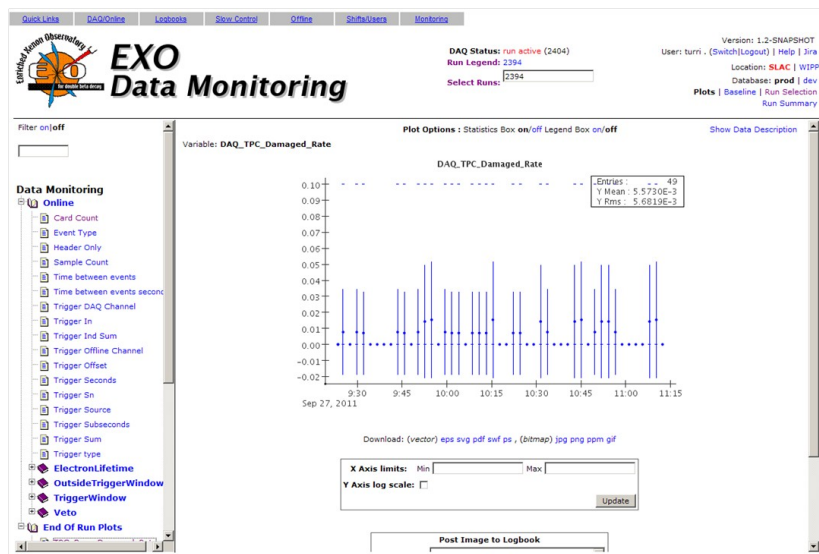 Quick Links DAQ/Online Logbooks Slow Control Offline Shifts/Users Monitoring
Enriched Xenon Observatory
EXO
for double beta decay
EXO
Data Monitoring
DAQ Status: run active (2404)
Run Legend: 2394
Select Runs: 2394
Version: 1.2-SNAPSHOT
User: turri . (Switch|Logout) | Help | Jira
Location: SLAC | WIPP
Database: prod | dev
Plots | Baseline | Run Selection
Run Summary
Filter on|off
Data Monitoring
Online
Card Count
Event Type
Header Only
Sample Count
Time between events
Time between events second
Trigger DAQ Channel
Trigger In
Trigger Ind Sum
Trigger Offline Channel
Trigger Offset
Trigger Seconds
Trigger Sn
Trigger Source
Trigger Subseconds
Trigger Sum
Trigger type
ElectronLifetime
OutsideTriggerWindow
TriggerWindow
Veto
End Of Run Plots
Plot Options : Statistics Box on/off Legend Box on/off
Show Data Description
Variable: DAQ_TPC_Damaged_Rate
DAQ_TPC_Damaged_Rate
Entries : 49
Y Mean : 5.5730E-3
Y Rms : 5.6819E-3
0.10
0.09
0.08
0.07
0.06
0.05
0.04
0.03
0.02
0.01
0.00
-0.01
-0.02
9:30 9:45 10:00 10:15 10:30 10:45 11:00 11:15
Sep 27, 2011
Download: (vector) eps svg pdf swf ps , (bitmap) jpg png ppm gif
X Axis limits: Min Max
Y Axis log scale:
Update
Post Image to Logbook